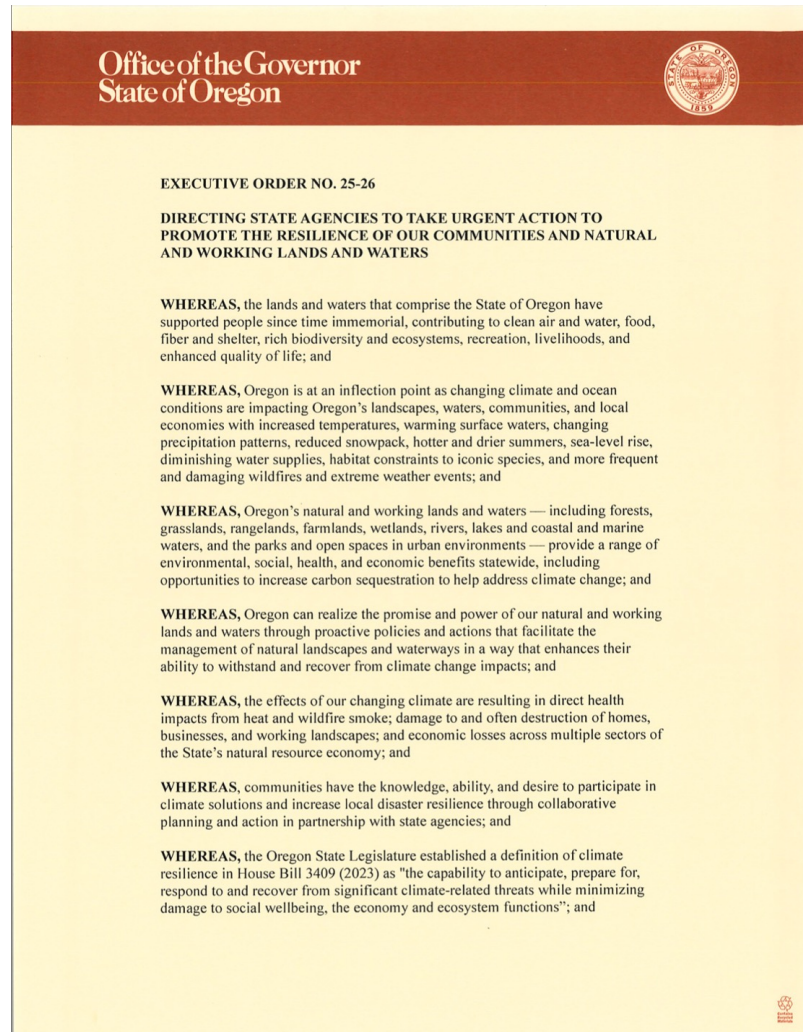 Office of the Governor
State of Oregon
STATE OF OREGON
1859
EXECUTIVE ORDER NO. 25-26
DIRECTING STATE AGENCIES TO TAKE URGENT ACTION TO
PROMOTE THE RESILIENCE OF OUR COMMUNITIES AND NATURAL
AND WORKING LANDS AND WATERS
WHEREAS, the lands and waters that comprise the State of Oregon have
supported people since time immemorial, contributing to clean air and water, food,
fiber and shelter, rich biodiversity and ecosystems, recreation, livelihoods, and
enhanced quality of life; and
WHEREAS, Oregon is at an inflection point as changing climate and ocean
conditions are impacting Oregon’s landscapes, waters, communities, and local
economies with increased temperatures, warming surface waters, changing
precipitation patterns, reduced snowpack, hotter and drier summers, sea-level rise,
diminishing water supplies, habitat constraints to iconic species, and more frequent
and damaging wildfires and extreme weather events; and
WHEREAS, Oregon’s natural and working lands and waters — including forests,
grasslands, rangelands, farmlands, wetlands, rivers, lakes and coastal and marine
waters, and the parks and open spaces in urban environments — provide a range of
environmental, social, health, and economic benefits statewide, including
opportunities to increase carbon sequestration to help address climate change; and
WHEREAS, Oregon can realize the promise and power of our natural and working
lands and waters through proactive policies and actions that facilitate the
management of natural landscapes and waterways in a way that enhances their
ability to withstand and recover from climate change impacts; and
WHEREAS, the effects of our changing climate are resulting in direct health
impacts from heat and wildfire smoke; damage to and often destruction of homes,
businesses, and working landscapes; and economic losses across multiple sectors of
the State’s natural resource economy; and
WHEREAS, communities have the knowledge, ability, and desire to participate in
climate solutions and increase local disaster resilience through collaborative
planning and action in partnership with state agencies; and
WHEREAS, the Oregon State Legislature established a definition of climate
resilience in House Bill 3409 (2023) as "the capability to anticipate, prepare for,
respond to and recover from significant climate-related threats while minimizing
damage to social wellbeing, the economy and ecosystem functions”; and